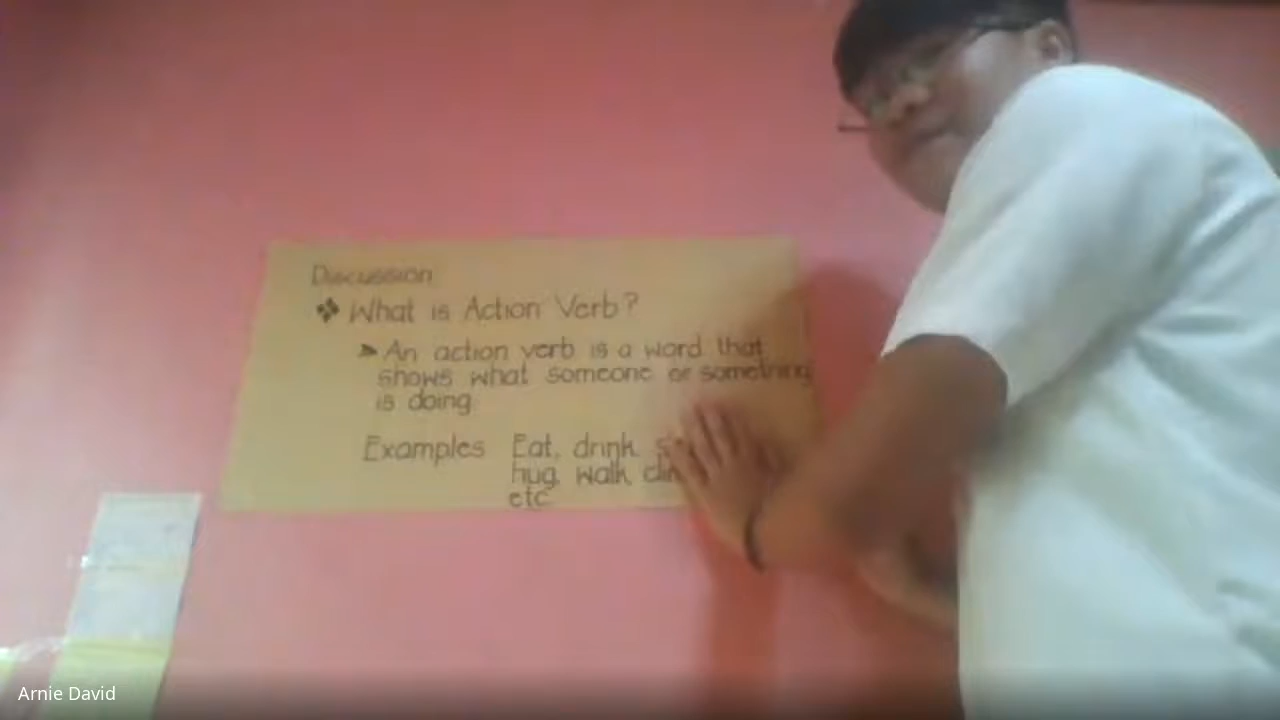 Discussion
What is Action Verb?
An action verb is a word that
shows what someone or something
is doing
Examples Eat, drink
hug, walk
etc
Arnie David